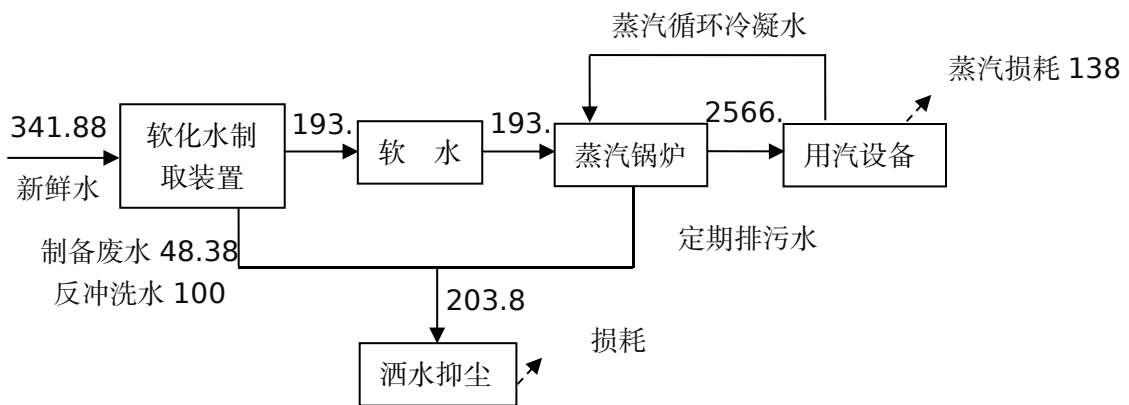 蒸汽循环冷凝水
蒸汽损耗 138
341.88
193.
193.
2566.
软化水制
取装置
软 水
蒸汽锅炉
用汽设备
新鲜水
定期排污水
制备废水 48.38
反冲洗水 100
203.8
损耗
洒水抑尘